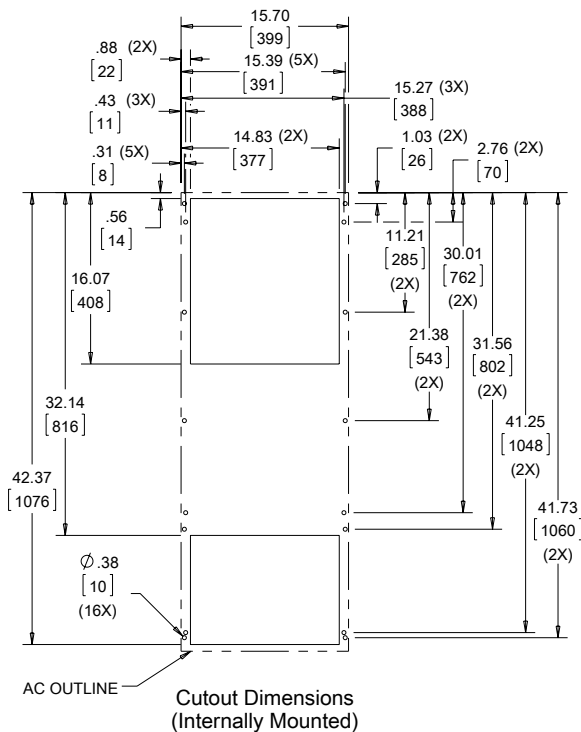 15.70
[399]
.88 (2X)
[22]
15.39 (5X)
[391]
.43 (3X)
[11]
15.27 (3X)
[388]
14.83 (2X)
[377]
1.03 (2X)
[26]
2.76 (2X)
[70]
.31 (5X)
[8]
.56
[14]
11.21
[285]
(2X)
30.01
[762]
(2X)
16.07
[408]
21.38
[543]
(2X)
31.56
[802]
(2X)
32.14
[816]
41.25
[1048]
(2X)
42.37
[1076]
41.73
[1060]
(2X)
∅.38
[10]
(16X)
AC OUTLINE
Cutout Dimensions
(Internally Mounted)